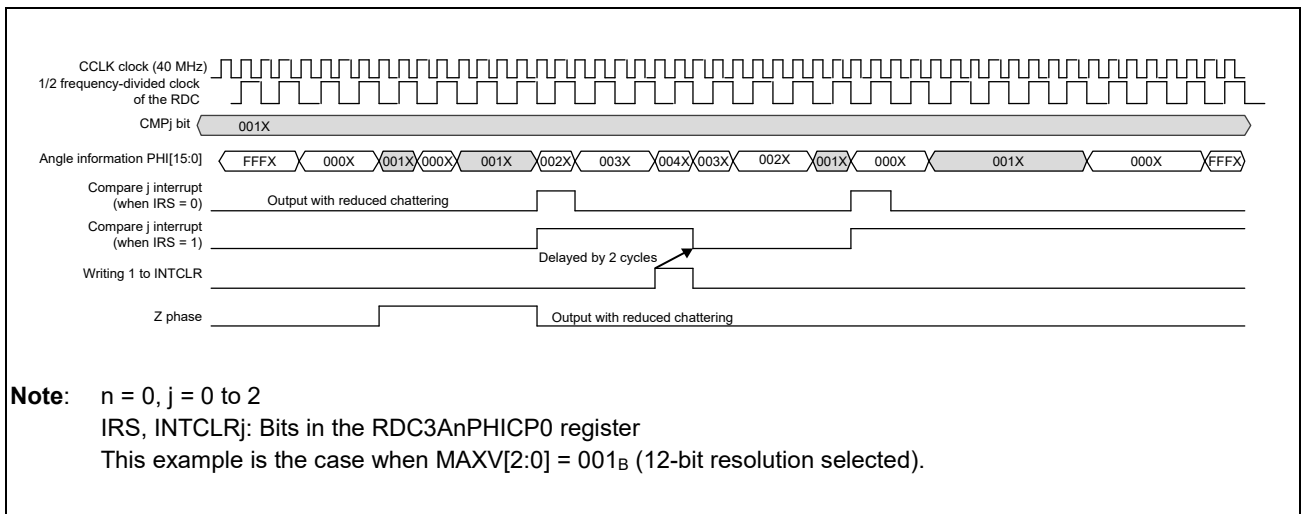 CCLK clock (40 MHz)
1/2 frequency-divided clock
of the RDC
CMPj bit
001X
Angle information PHI[15:0]
FFFX 000X 001X 000X 001X 002X 003X 004X 003X 002X 001X 000X 001X 000X FFFX
Compare j interrupt
(when IRS = 0)
Output with reduced chattering
Compare j interrupt
(when IRS = 1)
Delayed by 2 cycles
Writing 1 to INTCLR
Z phase
Output with reduced chattering
Note: n = 0, j = 0 to 2
IRS, INTCLRj: Bits in the RDC3AnPHICP0 register
This example is the case when MAXV[2:0] = 001B (12-bit resolution selected).